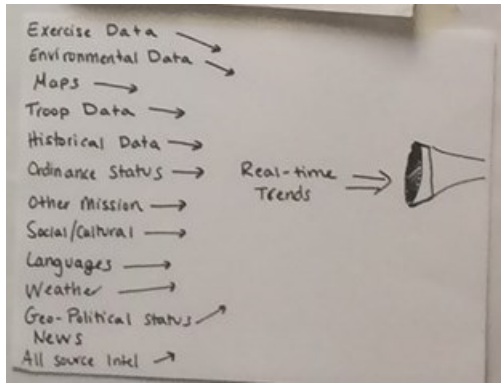 Exercise Data
Environmental Data
Maps
Troop Data
Historical Data
Ordinance Status
Other Mission
Social/Cultural
Languages
Weather
Geo-Political Status
News
All source Intel
Real-time
Trends